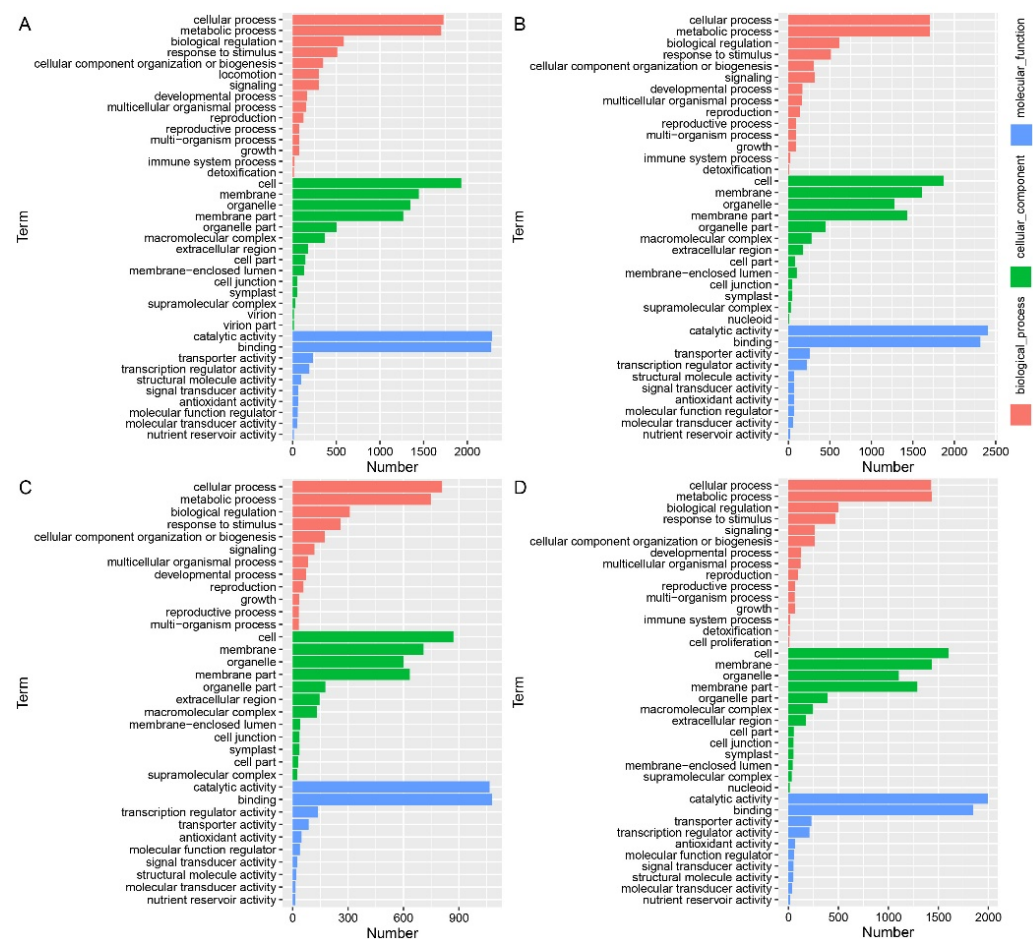 A
cellular process
metabolic process
biological regulation
response to stimulus
cellular component organization or biogenesis
locomotion
signaling
developmental process
multicellular organismal process
reproduction
reproductive process
multi-organism process
growth
immune system process
detoxification
cell
membrane
organelle
membrane part
organelle part
macromolecular complex
extracellular region
cell part
membrane-enclosed lumen
cell junction
symplast
supramolecular complex
virion
virion part
catalytic activity
binding
transporter activity
transcription regulator activity
structural molecule activity
signal transducer activity
antioxidant activity
molecular function regulator
molecular transducer activity
nutrient reservoir activity
Term
0 500 1000 1500 2000
Number
B
cellular process
metabolic process
biological regulation
response to stimulus
cellular component organization or biogenesis
signaling
developmental process
multicellular organismal process
reproduction
reproductive process
multi-organism process
growth
immune system process
detoxification
cell
membrane
organelle
membrane part
organelle part
macromolecular complex
extracellular region
cell part
membrane-enclosed lumen
cell junction
symplast
supramolecular complex
nucleoid
catalytic activity
binding
transporter activity
transcription regulator activity
structural molecule activity
signal transducer activity
antioxidant activity
molecular function regulator
molecular transducer activity
nutrient reservoir activity
Term
0 500 1000 1500 2000 2500
Number
molecular_function
cellular_component
biological_process
C
cellular process
metabolic process
biological regulation
response to stimulus
cellular component organization or biogenesis
signaling
multicellular organismal process
developmental process
reproduction
growth
reproductive process
multi-organism process
cell
membrane
organelle
membrane part
organelle part
extracellular region
macromolecular complex
membrane-enclosed lumen
cell junction
symplast
cell part
supramolecular complex
catalytic activity
binding
transcription regulator activity
transporter activity
antioxidant activity
molecular function regulator
signal transducer activity
structural molecule activity
molecular transducer activity
nutrient reservoir activity
Term
0 300 600 900
Number
D
cellular process
metabolic process
biological regulation
response to stimulus
signaling
cellular component organization or biogenesis
developmental process
multicellular organismal process
reproduction
reproductive process
multi-organism process
growth
immune system process
detoxification
cell proliferation
cell
membrane
organelle
membrane part
organelle part
macromolecular complex
extracellular region
cell part
cell junction
symplast
membrane-enclosed lumen
supramolecular complex
nucleoid
catalytic activity
binding
transporter activity
transcription regulator activity
antioxidant activity
molecular function regulator
signal transducer activity
structural molecule activity
molecular transducer activity
nutrient reservoir activity
Term
0 500 1000 1500 2000
Number